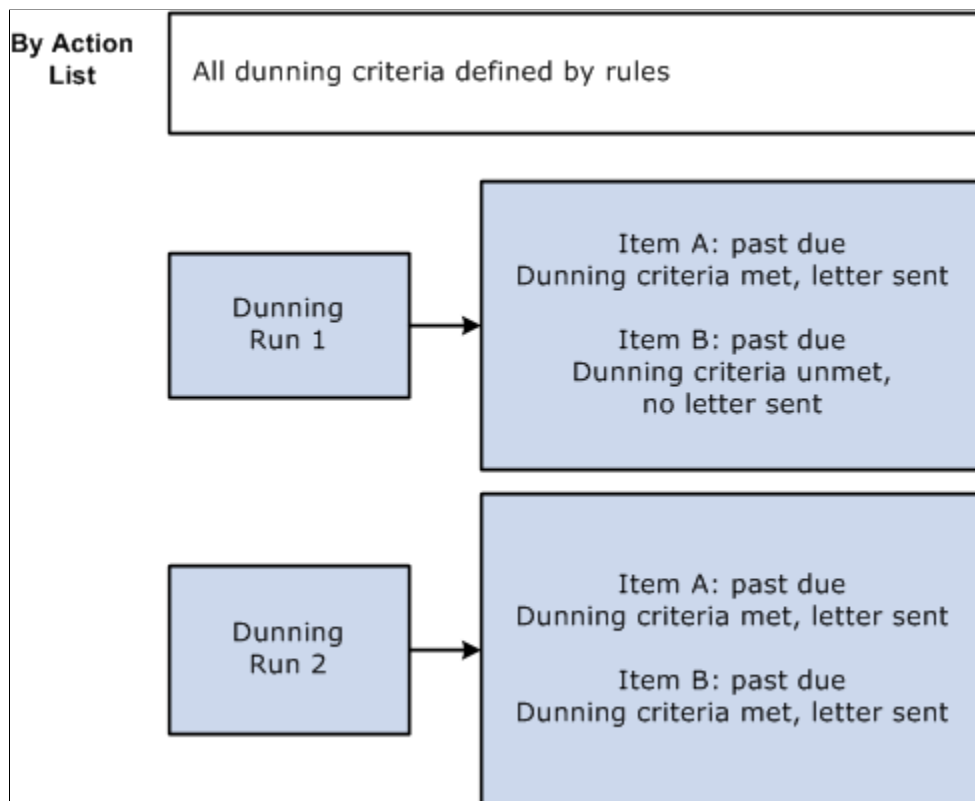 By Action
List
All dunning criteria defined by rules
Dunning
Run 1
Item A: past due
Dunning criteria met, letter sent
Item B: past due
Dunning criteria unmet,
no letter sent
Dunning
Run 2
Item A: past due
Dunning criteria met, letter sent
Item B: past due
Dunning criteria met, letter sent